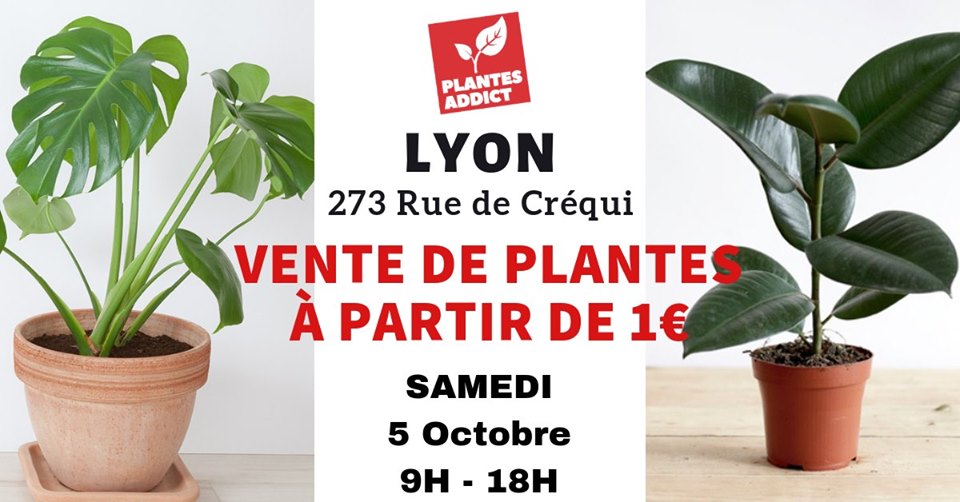 PLANTES
ADDICT
LYON
273 Rue de Créqui
VENTE DE PLANTES
À PARTIR DE 1€
SAMEDI
5 Octobre
9H - 18H